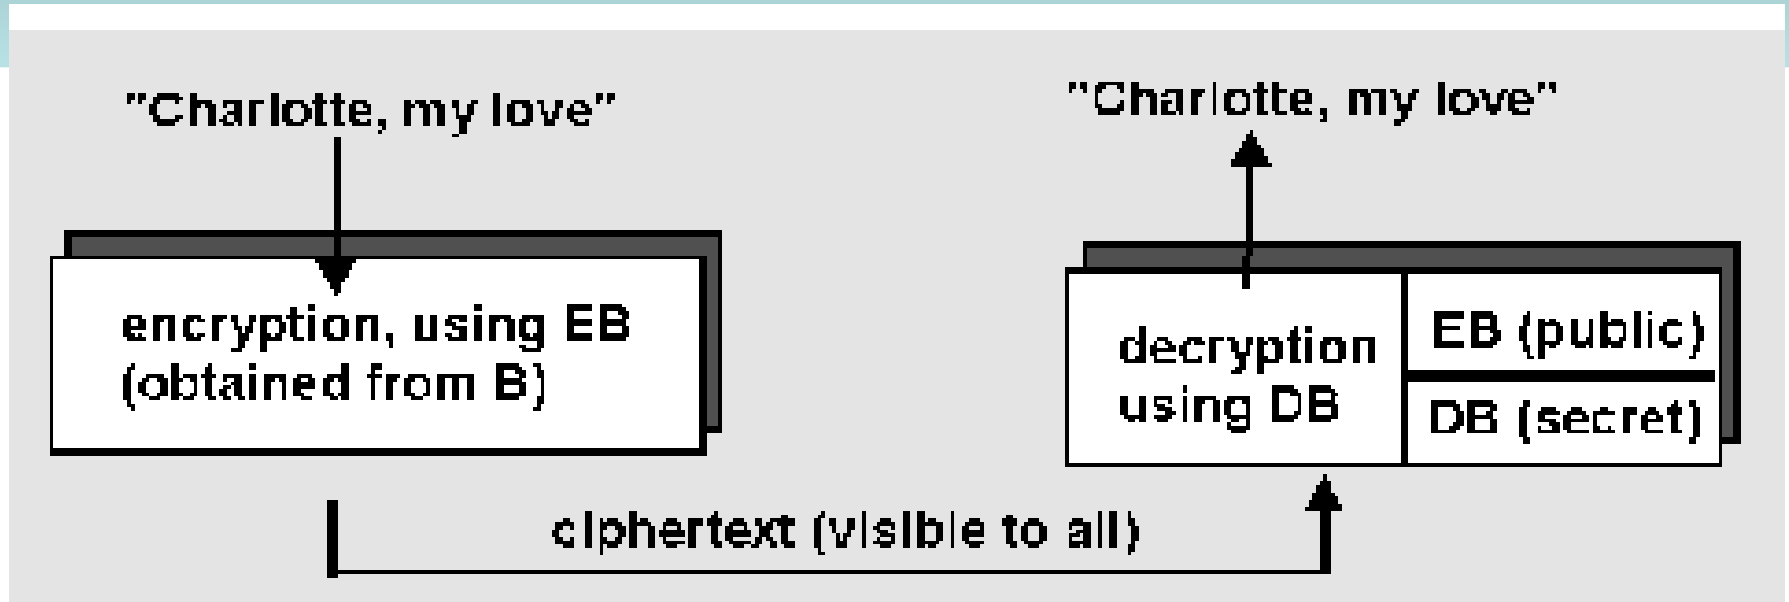 "Charlotte, my love"
encryption, using EB
(obtained from B)
ciphertext (visible to all)
"Charlotte, my love"
decryption
using DB
EB (public)
DB (secret)